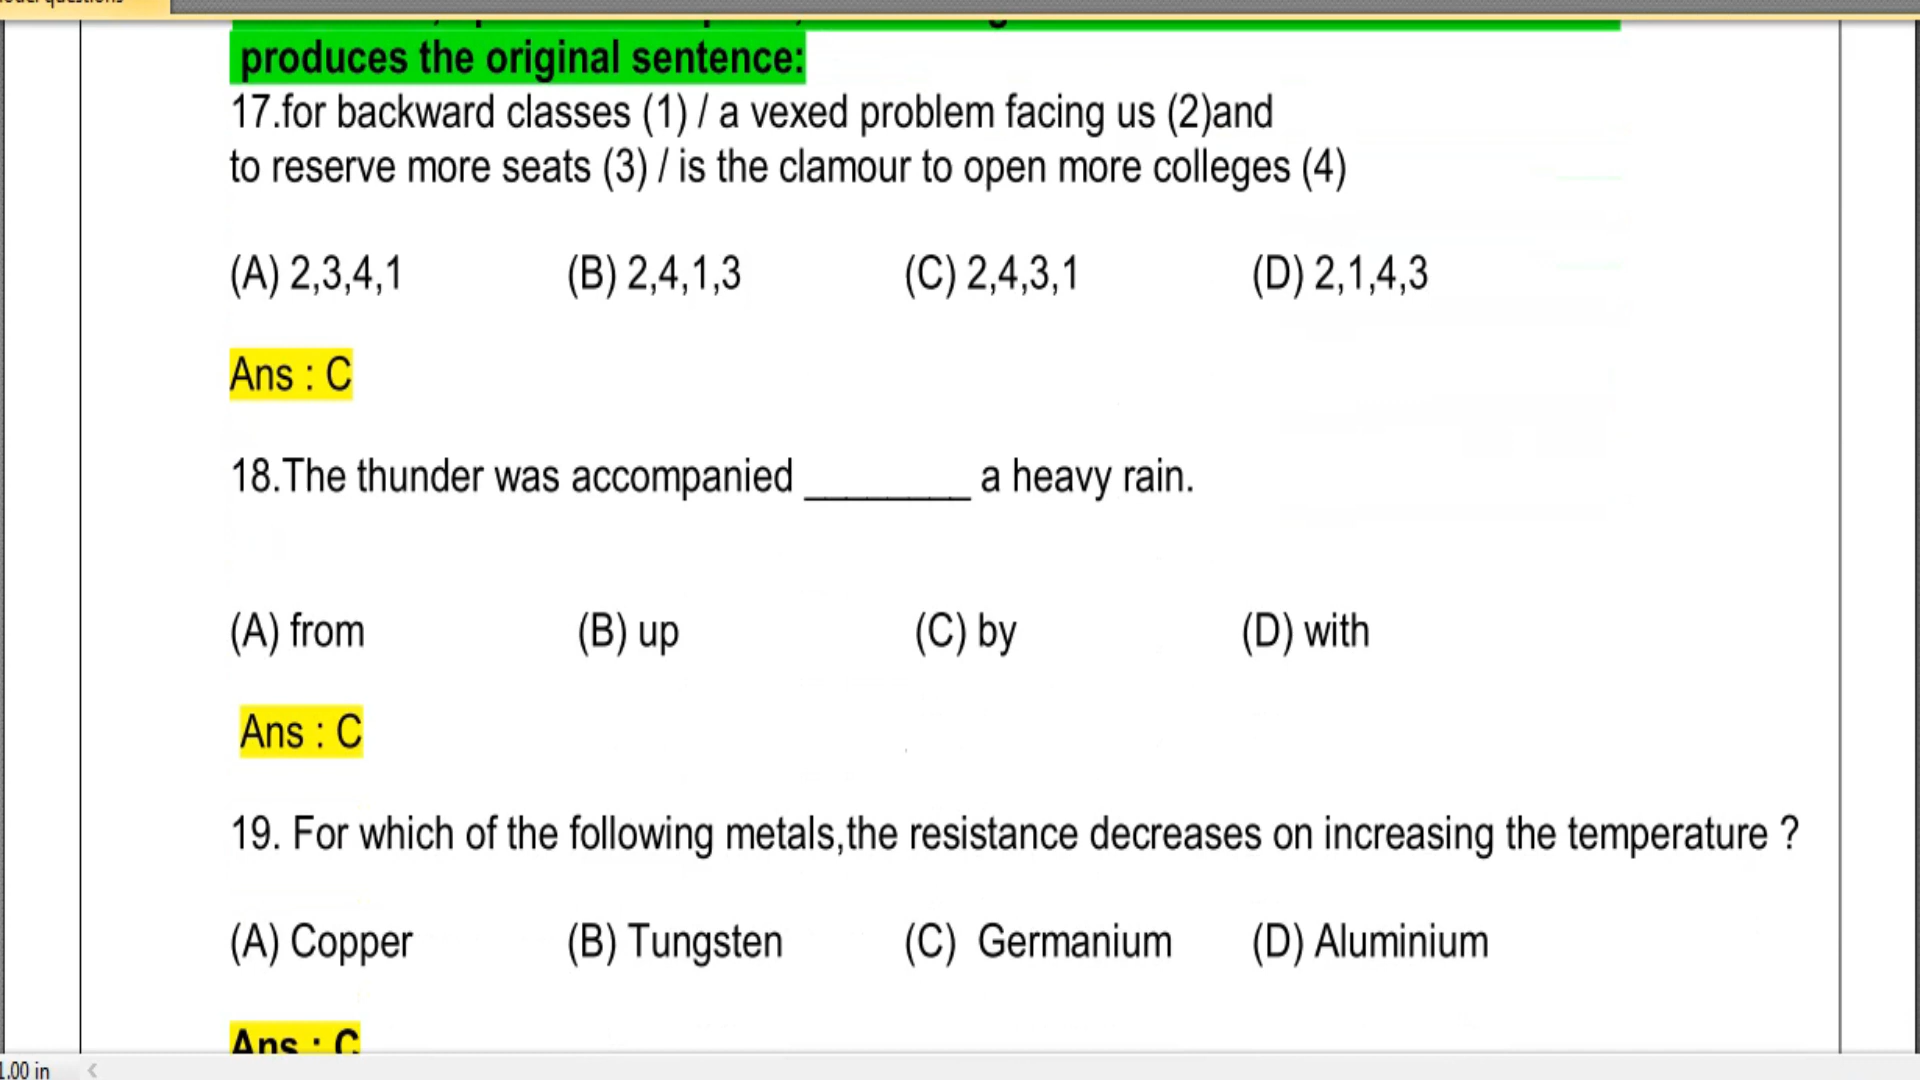 produces the original sentence:
17.for backward classes (1) / a vexed problem facing us (2)and
to reserve more seats (3) / is the clamour to open more colleges (4)
(A) 2,3,4,1 (B) 2,4,1,3 (C) 2,4,3,1 (D) 2,1,4,3
Ans : C
18.The thunder was accompanied ________ a heavy rain.
(A) from (B) up (C) by (D) with
Ans : C
19. For which of the following metals,the resistance decreases on increasing the temperature ?
(A) Copper (B) Tungsten (C) Germanium (D) Aluminium
Ans : C
1.00 in